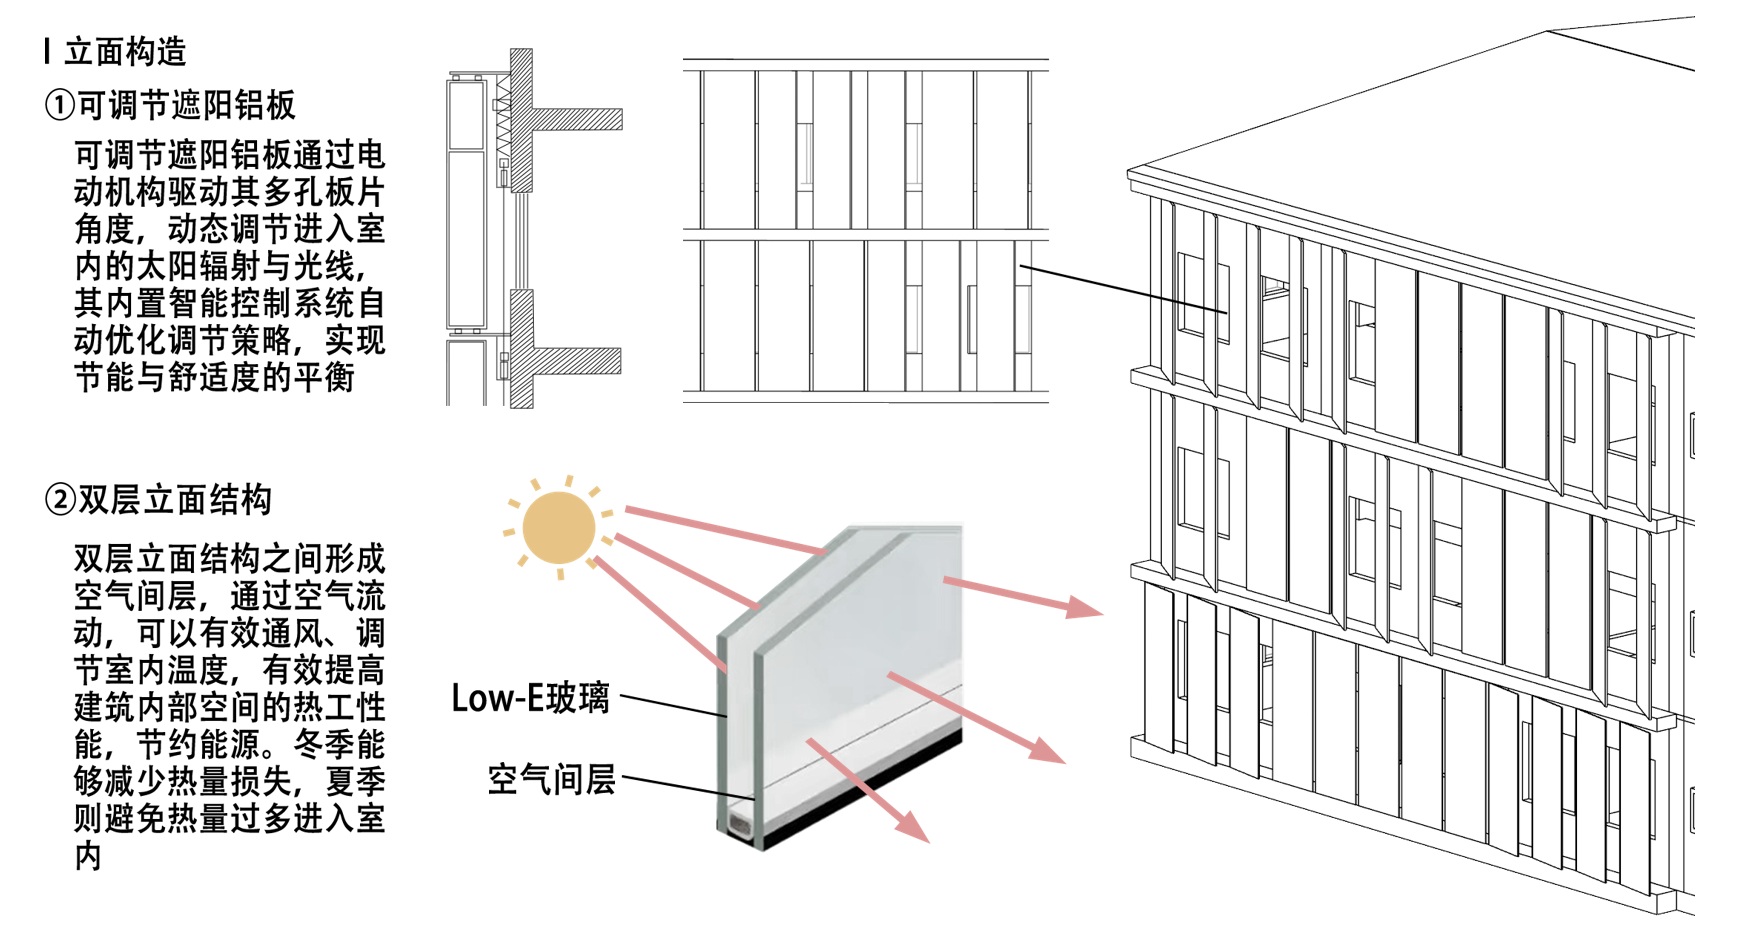 I 立面构造
①可调节遮阳铝板
可调节遮阳铝板通过电
动机构驱动其多孔板片
角度，动态调节进入室
内的太阳辐射与光线，
其内置智能控制系统自
动优化调节策略，实现
节能与舒适度的平衡
②双层立面结构
双层立面结构之间形成
空气间层，通过空气流
动，可以有效通风、调
节室内温度，有效提高
建筑内部空间的热工性
能，节约能源。冬季能
够减少热量损失，夏季
则避免热量过多进入室
内
Low-E玻璃
空气间层